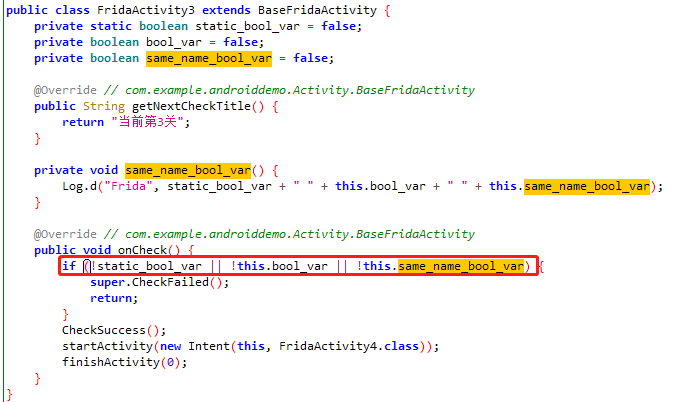 public class FridaActivity3 extends BaseFridaActivity {
    private static boolean static_bool_var = false;
    private boolean bool_var = false;
    private boolean same_name_bool_var = false;

    @Override // com.example.androiddemo.Activity.BaseFridaActivity
    public String getNextCheckTitle() {
        return "当前第3关";
    }

    private void same_name_bool_var() {
        Log.d("Frida", static_bool_var + " " + this.bool_var + " " + this.same_name_bool_var);
    }

    @Override // com.example.androiddemo.Activity.BaseFridaActivity
    public void onCheck() {
        if (!static_bool_var || !this.bool_var || !this.same_name_bool_var) {
            super.CheckFailed();
            return;
        }
        CheckSuccess();
        startActivity(new Intent(this, FridaActivity4.class));
        finishActivity(0);
    }
}